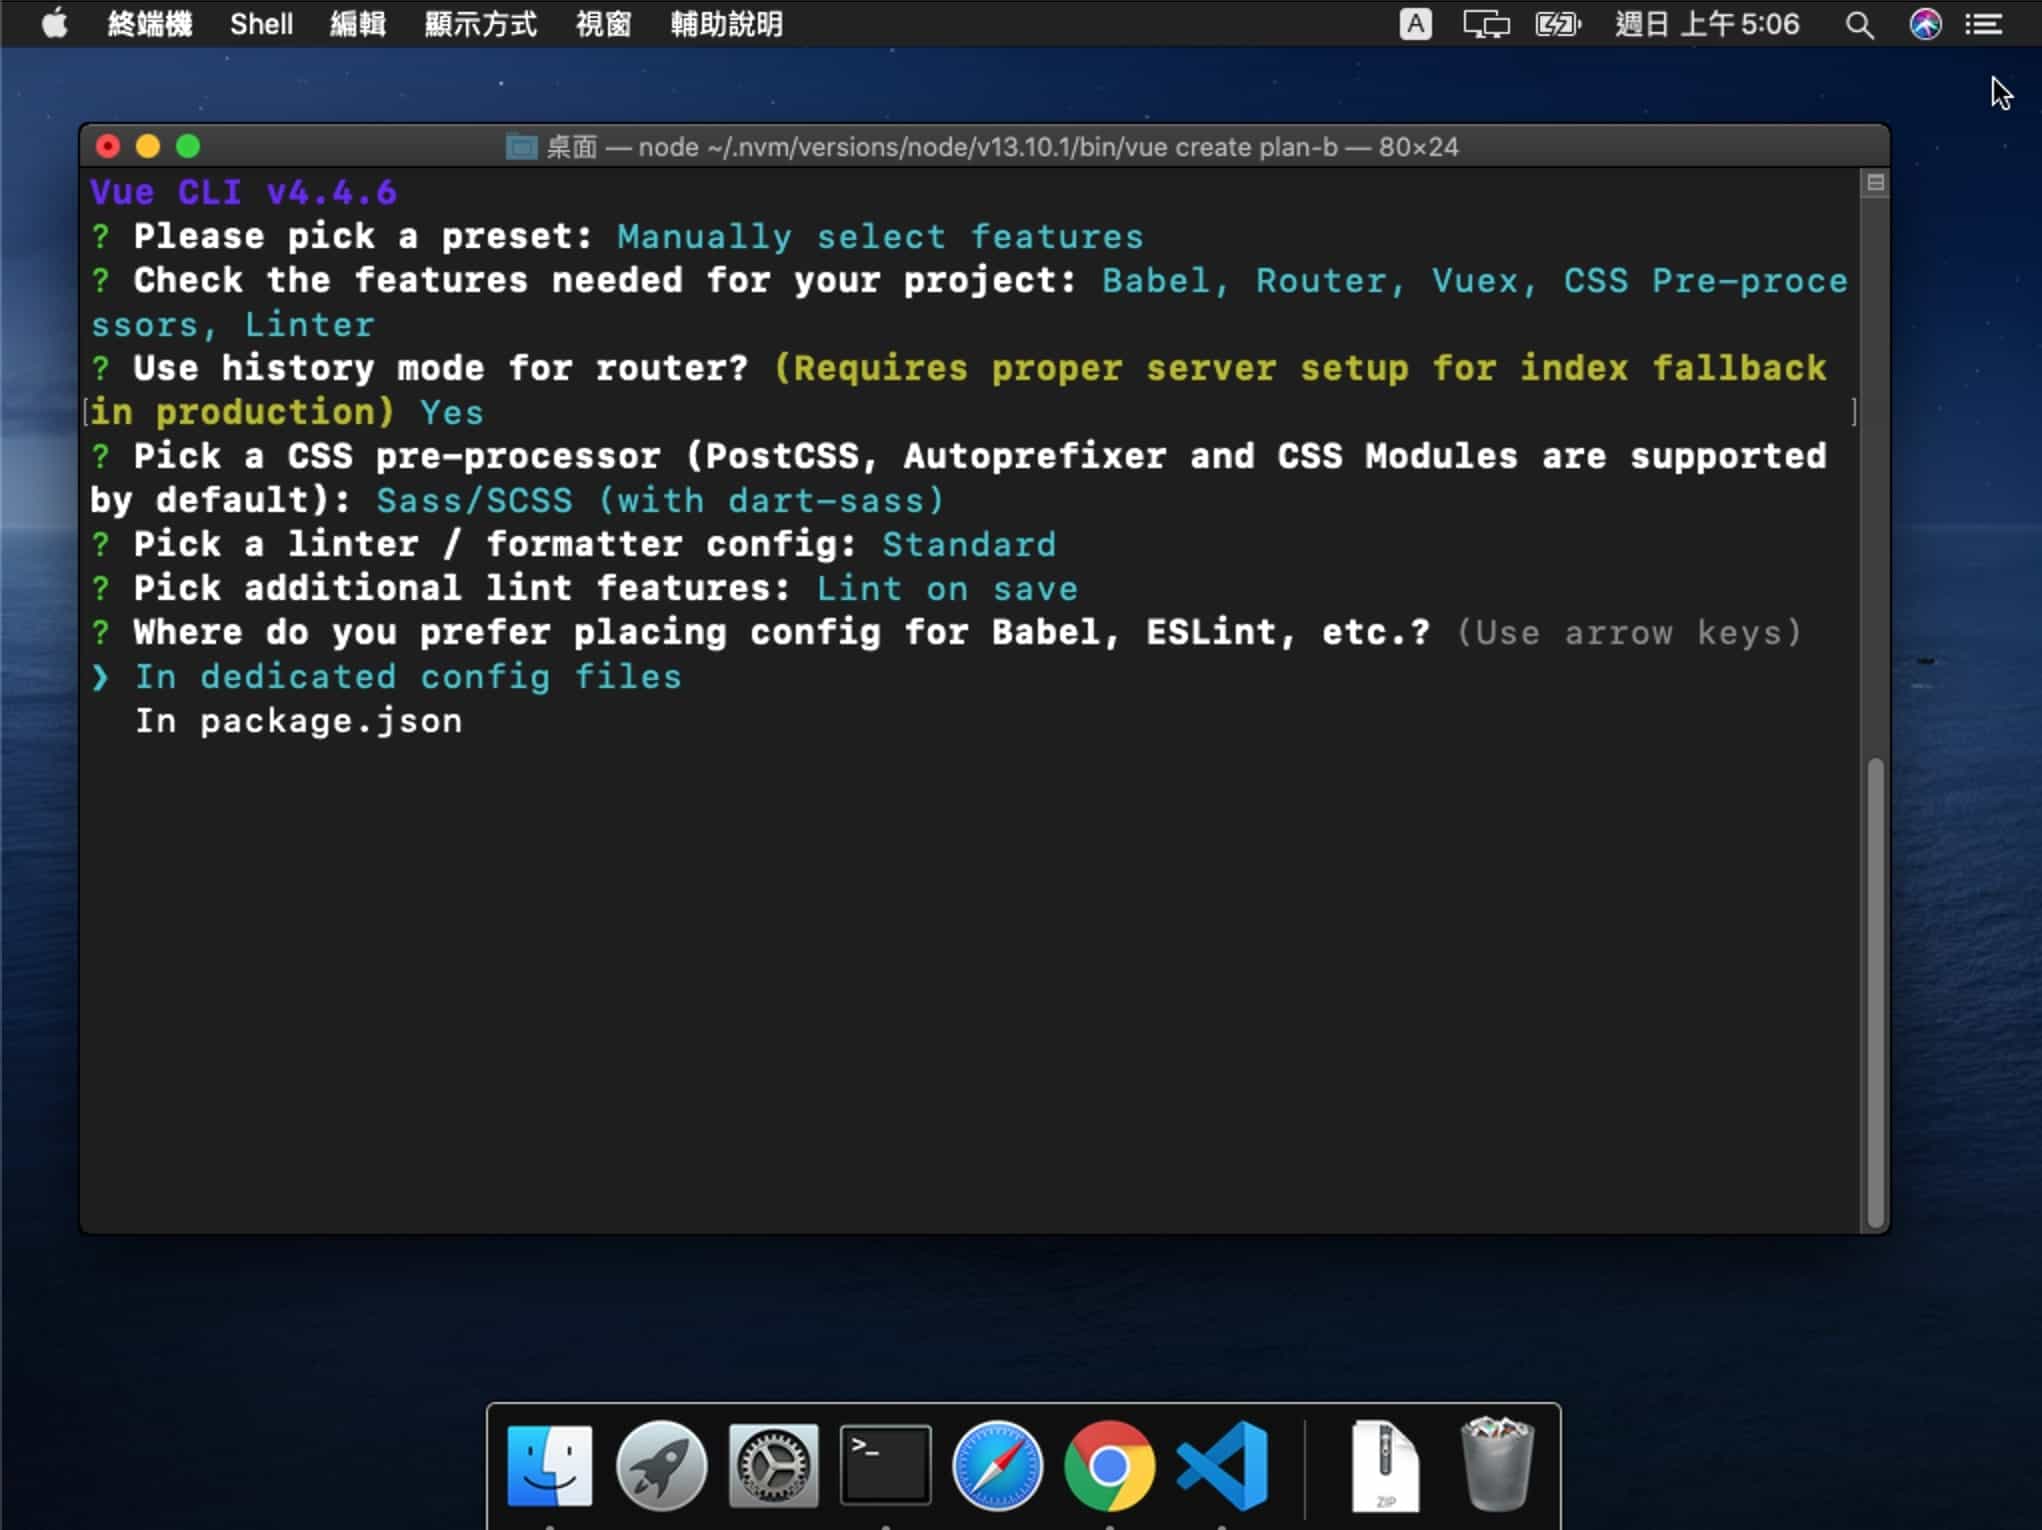 終端機 Shell 編輯 顯示方式 視窗 輔助說明 A 週日 上午5:06
桌面 — node ~/.nvm/versions/node/v13.10.1/bin/vue create plan-b — 80×24
Vue CLI v4.4.6
? Please pick a preset: Manually select features
? Check the features needed for your project: Babel, Router, Vuex, CSS Pre-proce
ssors, Linter
? Use history mode for router? (Requires proper server setup for index fallback
[in production) Yes ]
? Pick a CSS pre-processor (PostCSS, Autoprefixer and CSS Modules are supported
by default): Sass/SCSS (with dart-sass)
? Pick a linter / formatter config: Standard
? Pick additional lint features: Lint on save
? Where do you prefer placing config for Babel, ESLint, etc.? (Use arrow keys)
❯ In dedicated config files
In package.json
>_
ZIP